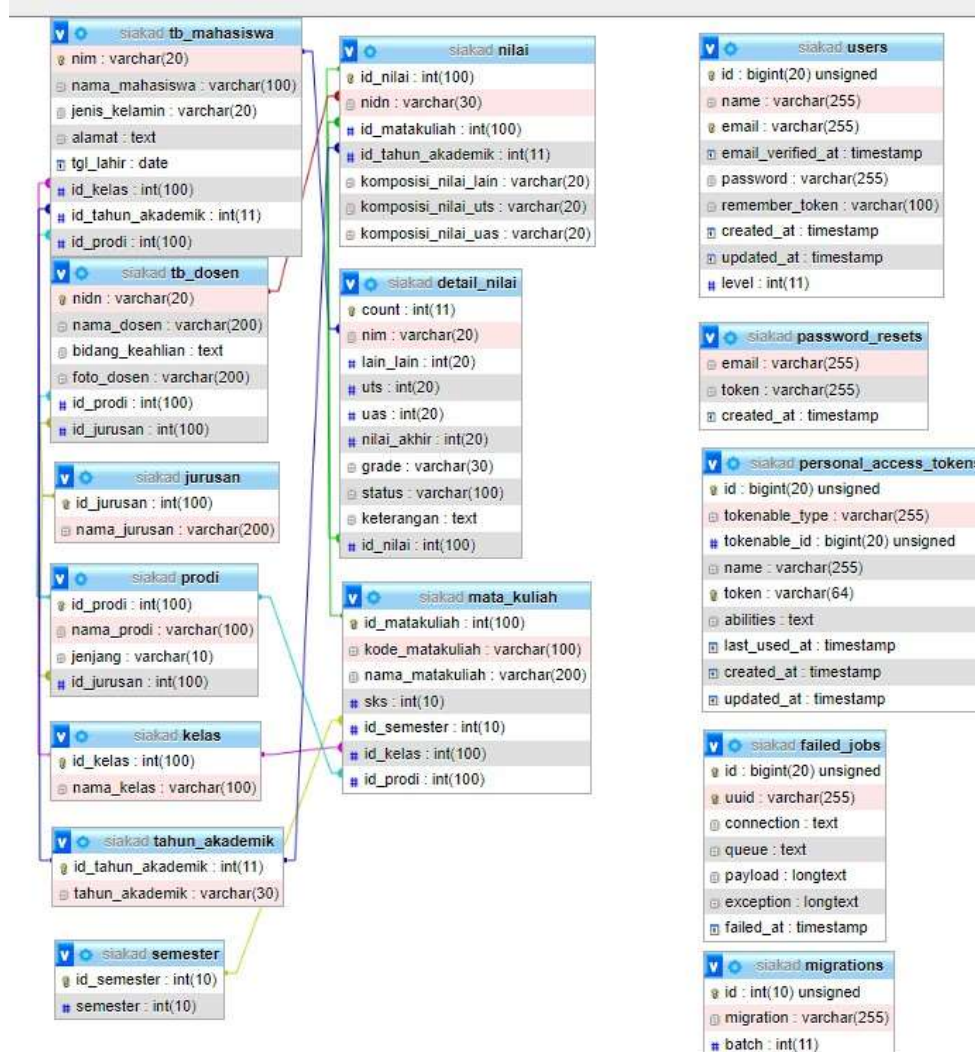 siakad tb_mahasiswa
nim : varchar(20)
nama_mahasiswa : varchar(100)
jenis_kelamin : varchar(20)
alamat : text
tgl_lahir : date
id_kelas : int(100)
id_tahun_akademik : int(11)
id_prodi : int(100)
siakad tb_dosen
nidn : varchar(20)
nama_dosen : varchar(200)
bidang_keahlian : text
foto_dosen : varchar(200)
id_prodi : int(100)
id_jurusan : int(100)
siakad jurusan
id_jurusan : int(100)
nama_jurusan : varchar(200)
siakad prodi
id_prodi : int(100)
nama_prodi : varchar(100)
jenjang : varchar(10)
id_jurusan : int(100)
siakad kelas
id_kelas : int(100)
nama_kelas : varchar(100)
siakad tahun_akademik
id_tahun_akademik : int(11)
tahun_akademik : varchar(30)
siakad semester
id_semester : int(10)
semester : int(10)
siakad nilai
id_nilai : int(100)
nidn : varchar(30)
id_matakuliah : int(100)
id_tahun_akademik : int(11)
komposisi_nilai_lain : varchar(20)
komposisi_nilai_uts : varchar(20)
komposisi_nilai_uas : varchar(20)
siakad detail_nilai
count : int(11)
nim : varchar(20)
lain_lain : int(20)
uts : int(20)
uas : int(20)
nilai_akhir : int(20)
grade : varchar(30)
status : varchar(100)
keterangan : text
id_nilai : int(100)
siakad mata_kuliah
id_matakuliah : int(100)
kode_matakuliah : varchar(100)
nama_matakuliah : varchar(200)
sks : int(10)
id_semester : int(10)
id_kelas : int(100)
id_prodi : int(100)
siakad users
id : bigint(20) unsigned
name : varchar(255)
email : varchar(255)
email_verified_at : timestamp
password : varchar(255)
remember_token : varchar(100)
created_at : timestamp
updated_at : timestamp
level : int(11)
siakad password_resets
email : varchar(255)
token : varchar(255)
created_at : timestamp
siakad personal_access_tokens
id : bigint(20) unsigned
tokenable_type : varchar(255)
tokenable_id : bigint(20) unsigned
name : varchar(255)
token : varchar(64)
abilities : text
last_used_at : timestamp
created_at : timestamp
updated_at : timestamp
siakad failed_jobs
id : bigint(20) unsigned
uuid : varchar(255)
connection : text
queue : text
payload : longtext
exception : longtext
failed_at : timestamp
siakad migrations
id : int(10) unsigned
migration : varchar(255)
batch : int(11)